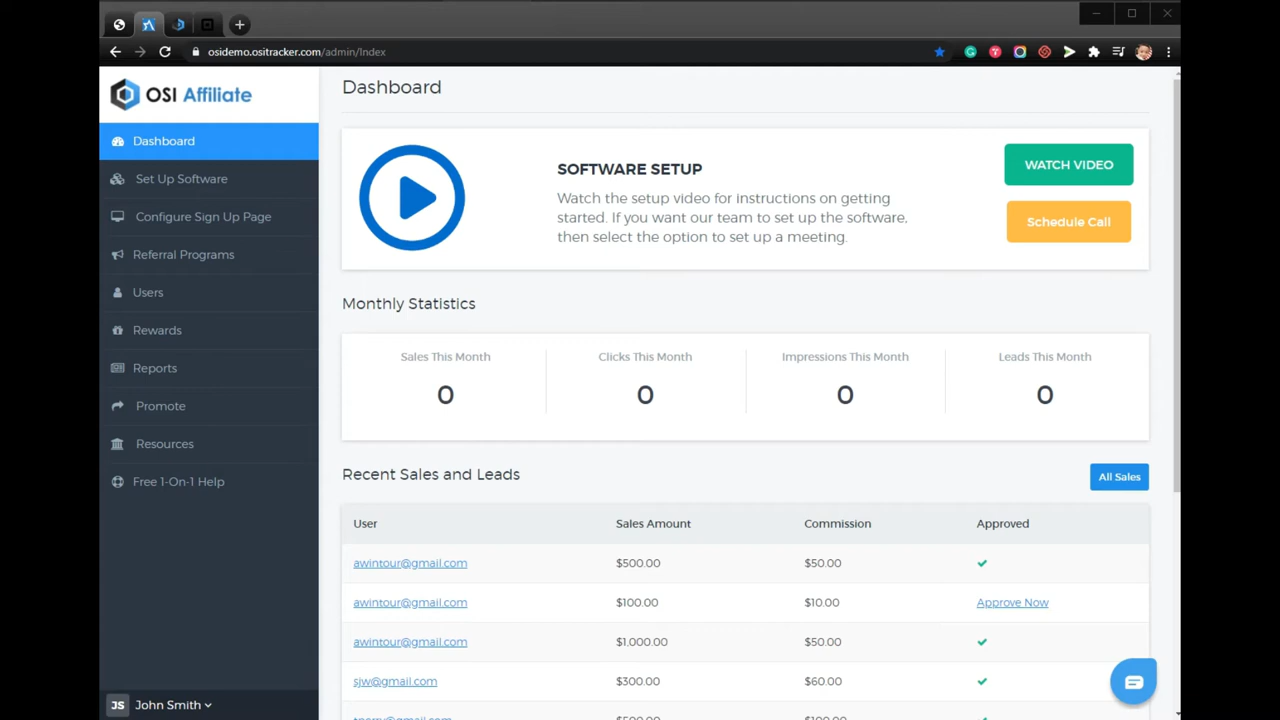 osidemo.ositracker.com/admin/Index
OSI Affiliate
Dashboard
Set Up Software
Configure Sign Up Page
Referral Programs
Users
Rewards
Reports
Promote
Resources
Free 1-On-1 Help
JS John Smith
Dashboard
SOFTWARE SETUP
Watch the setup video for instructions on getting
started. If you want our team to set up the software,
then select the option to set up a meeting.
WATCH VIDEO
Schedule Call
Monthly Statistics
Sales This Month Clicks This Month Impressions This Month Leads This Month
0 0 0 0
Recent Sales and Leads
All Sales
User Sales Amount Commission Approved
awintour@gmail.com $500.00 $50.00
awintour@gmail.com $100.00 $10.00 Approve Now
awintour@gmail.com $1,000.00 $50.00
sjw@gmail.com $300.00 $60.00